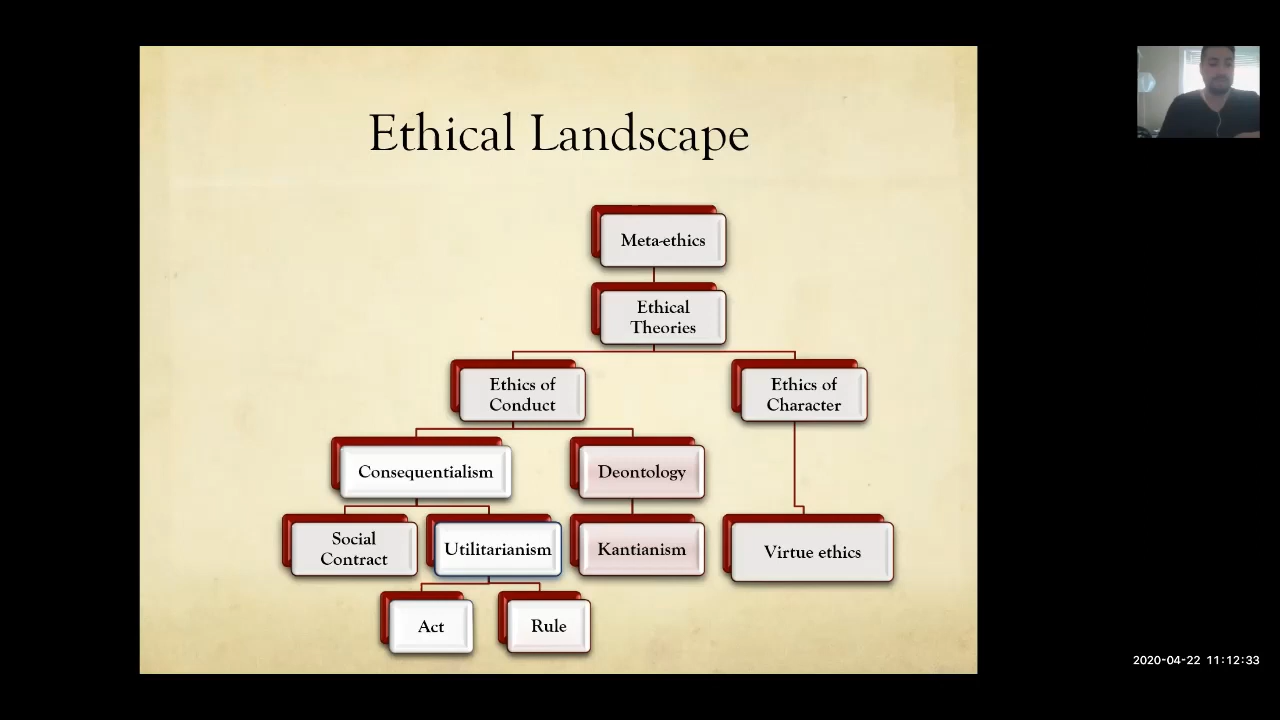 Ethical Landscape
Meta-ethics
Ethical
Theories
Ethics of
Conduct
Ethics of
Character
Consequentialism
Deontology
Social
Contract
Utilitarianism
Kantianism
Virtue ethics
Act
Rule
2020-04-22 11:12:33